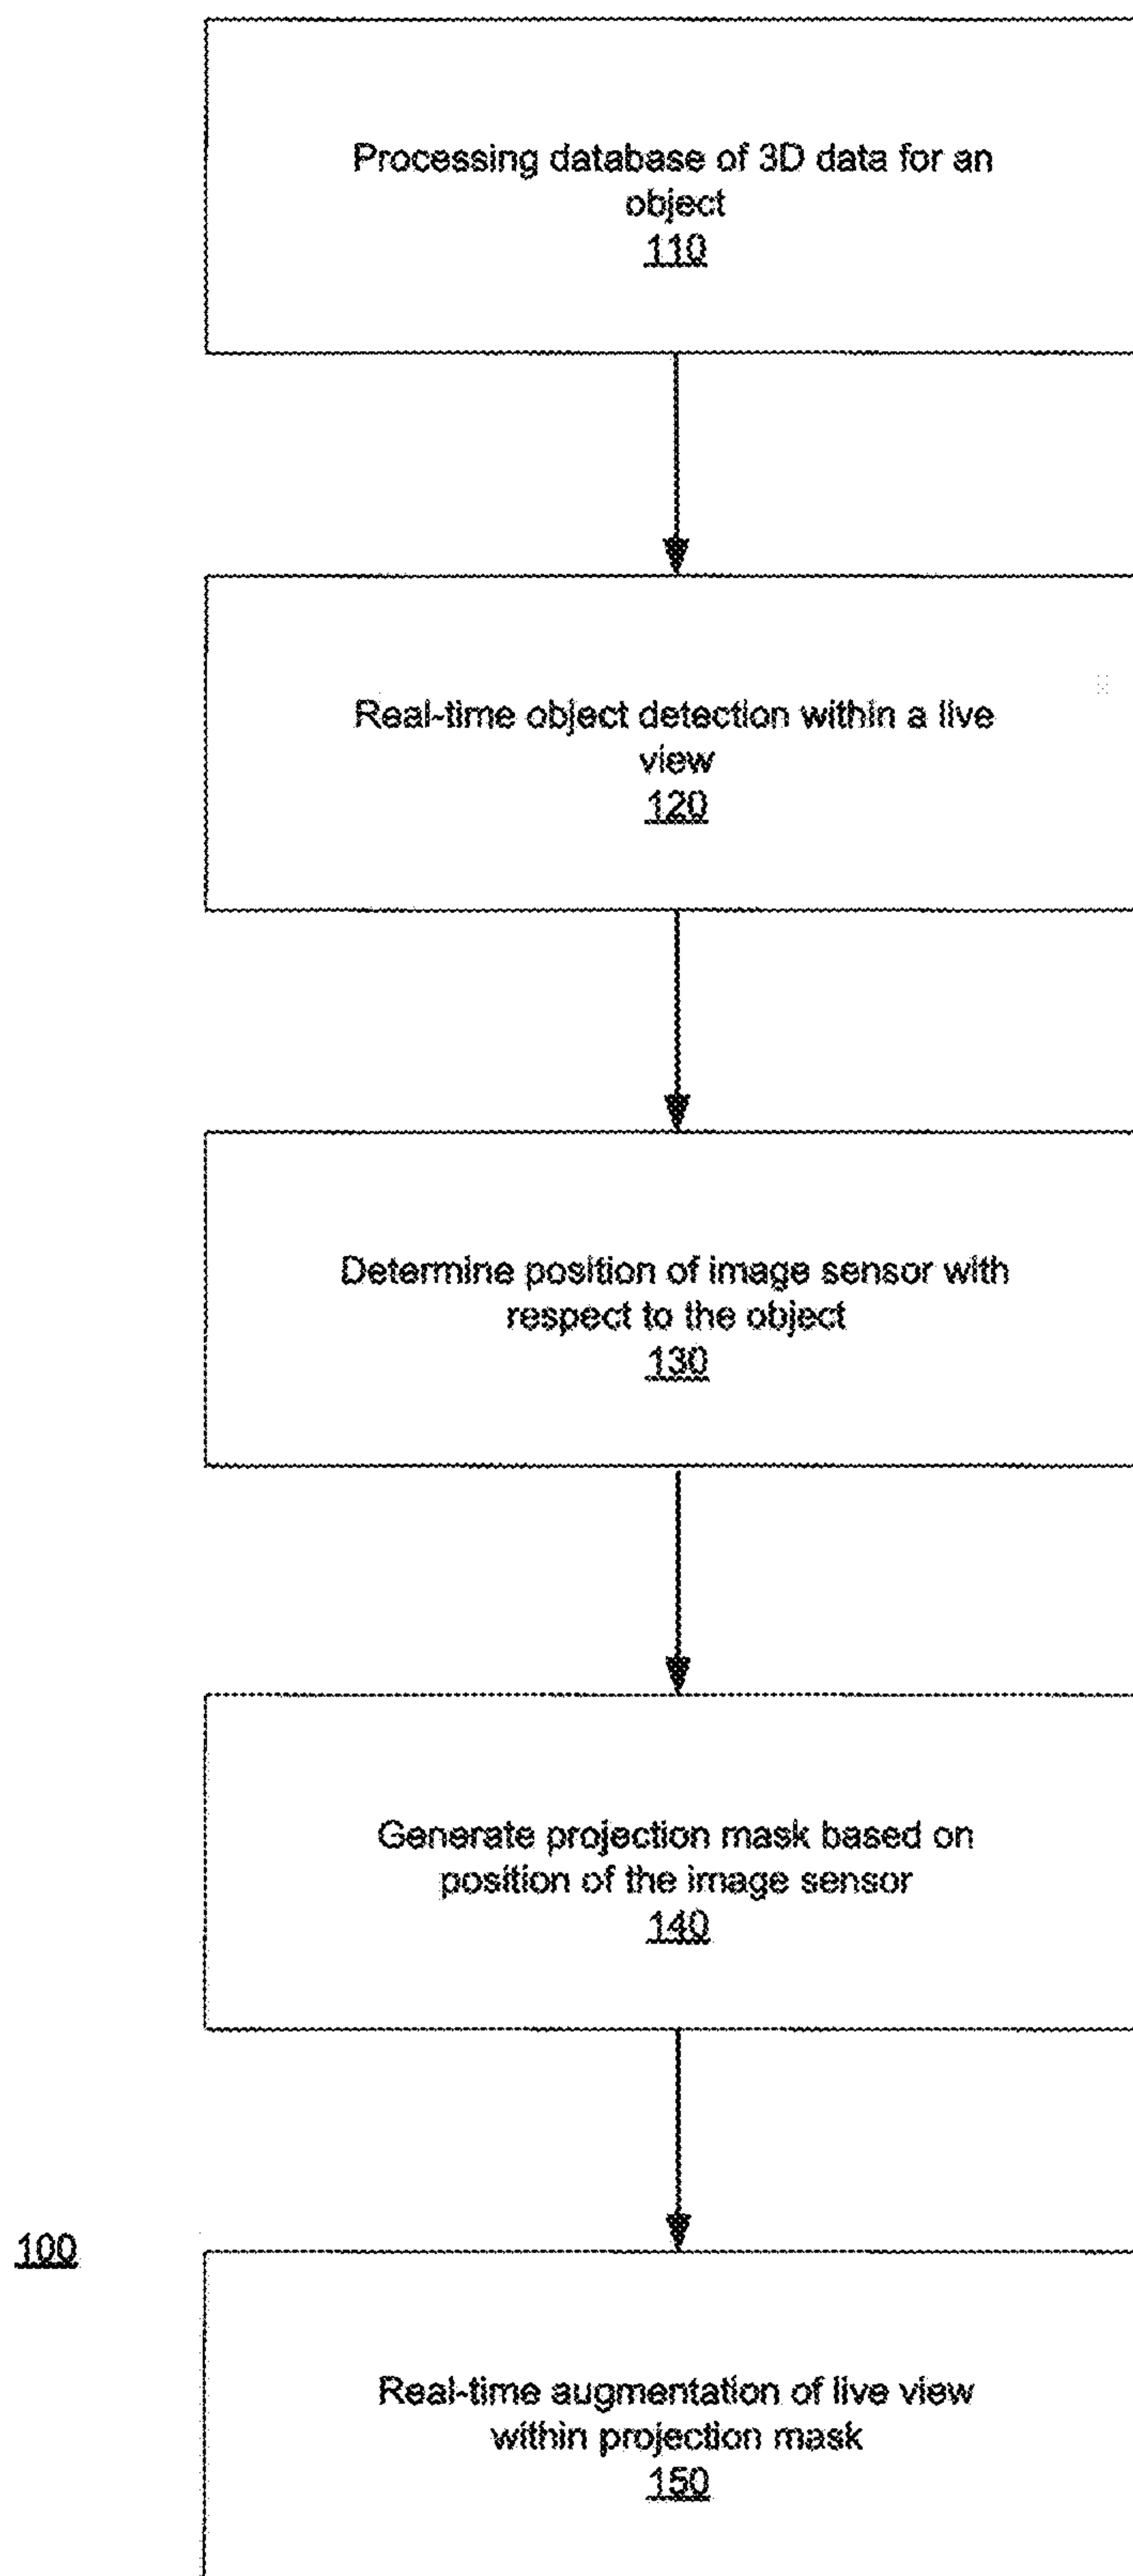 Processing database of 3D data for an
object
110
Real-time object detection within a live
view
120
Determine position of image sensor with
respect to the object
130
Generate projection mask based on
position of the image sensor
140
100
Real-time augmentation of live view
within projection mask
150